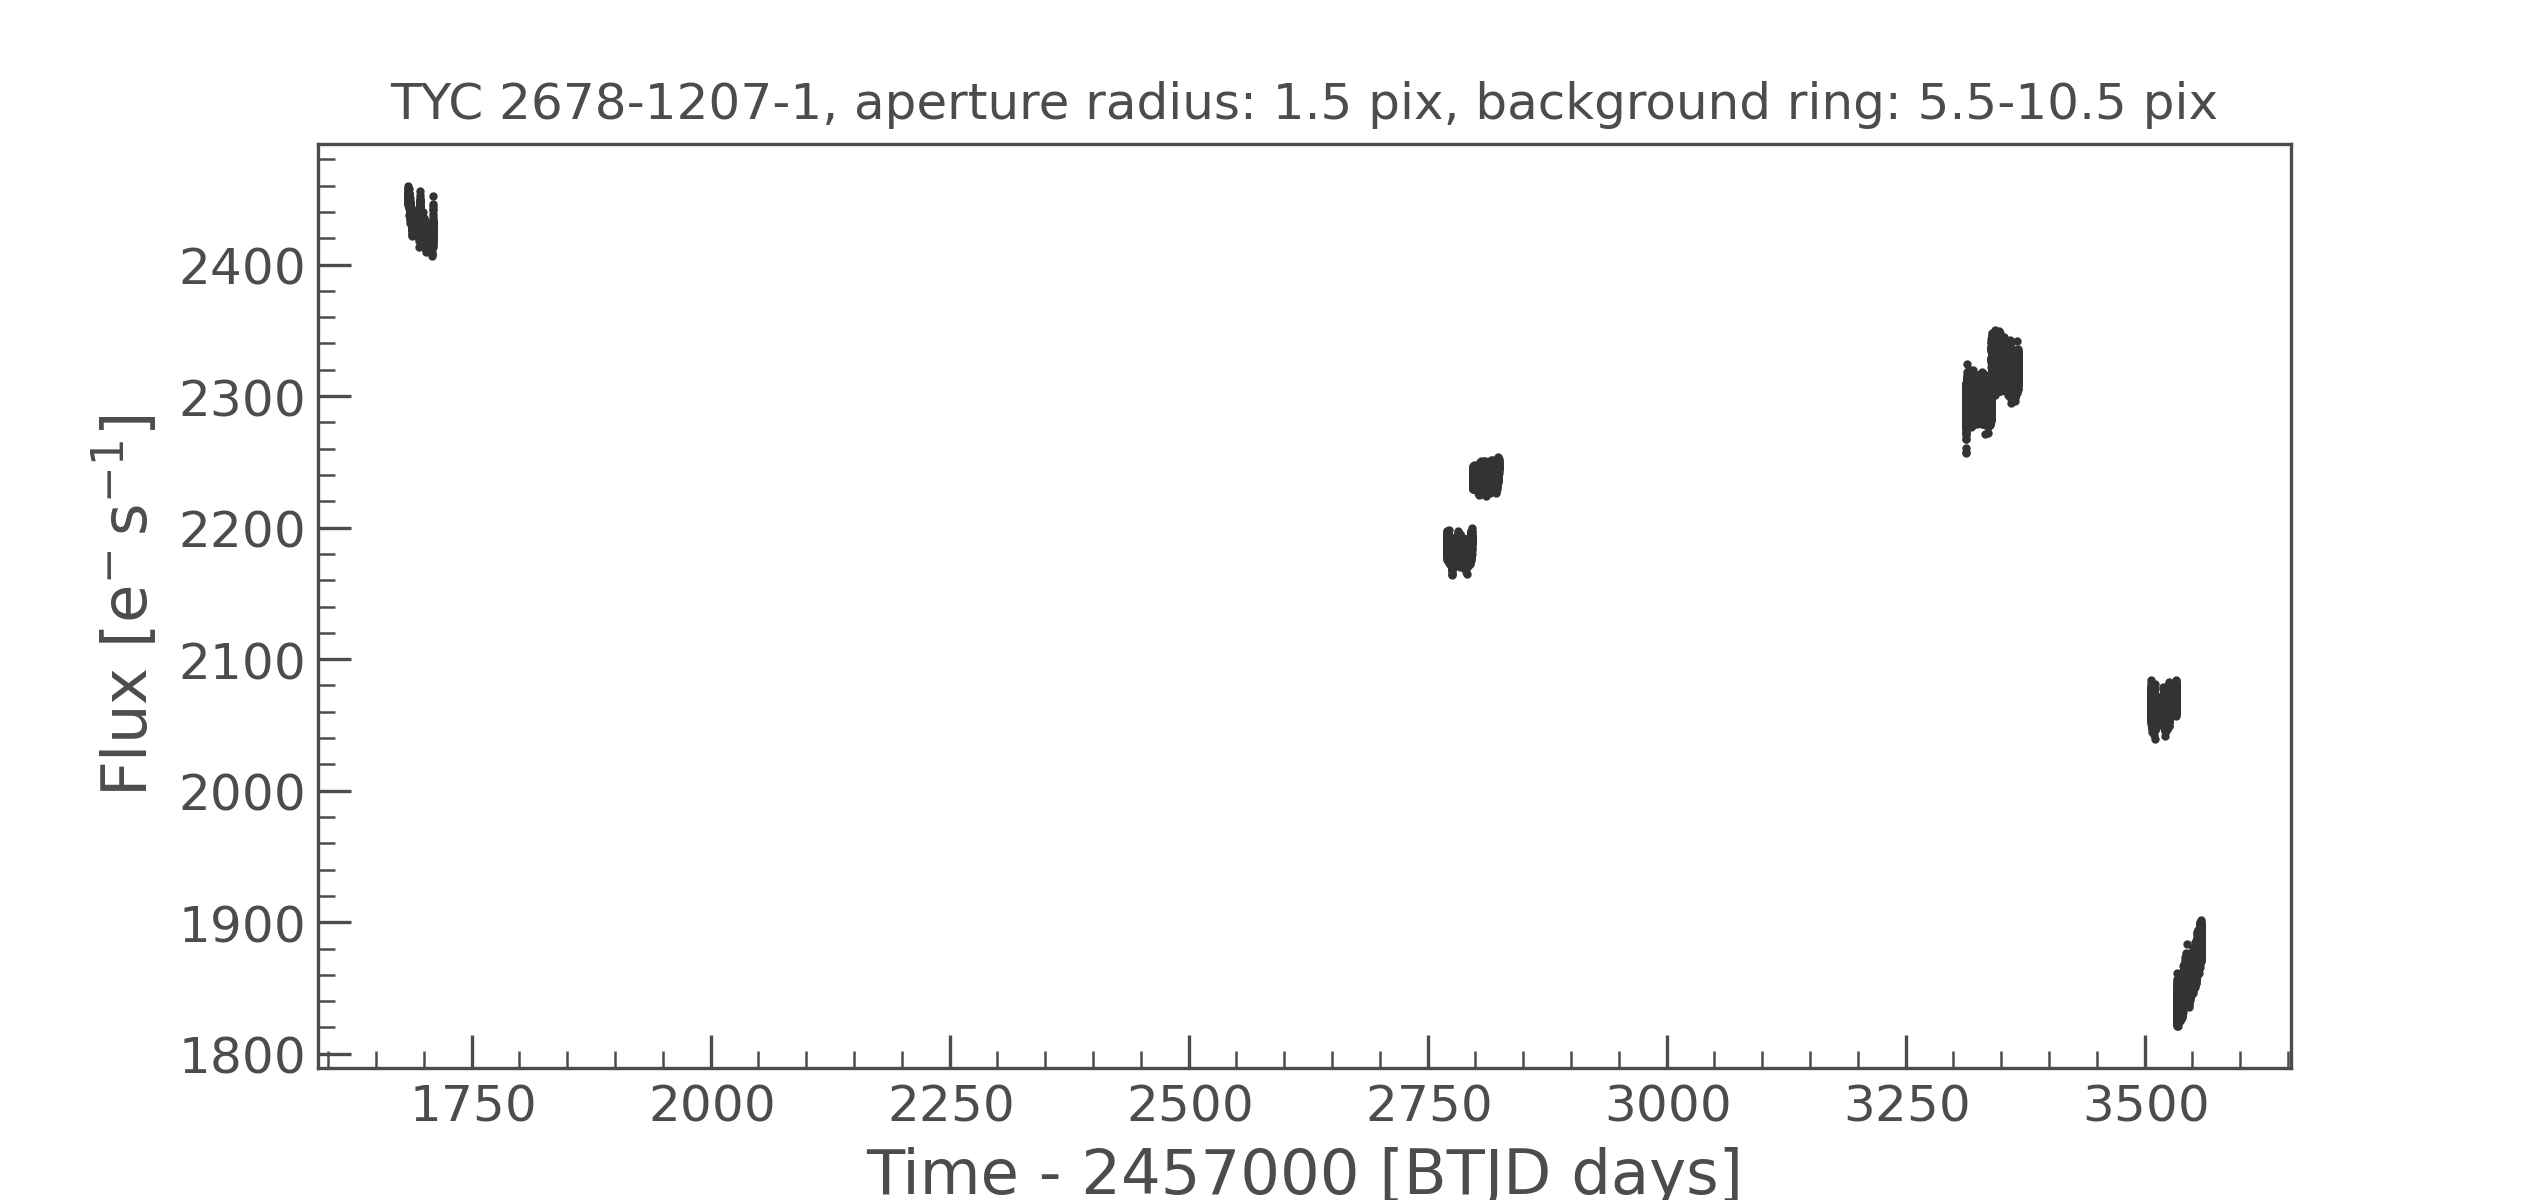 TYC 2678-1207-1, aperture radius: 1.5 pix, background ring: 5.5-10.5 pix
Flux [e⁻ s⁻¹]
2400
2300
2200
2100
2000
1900
1800
1750 2000 2250 2500 2750 3000 3250 3500
Time - 2457000 [BTJD days]